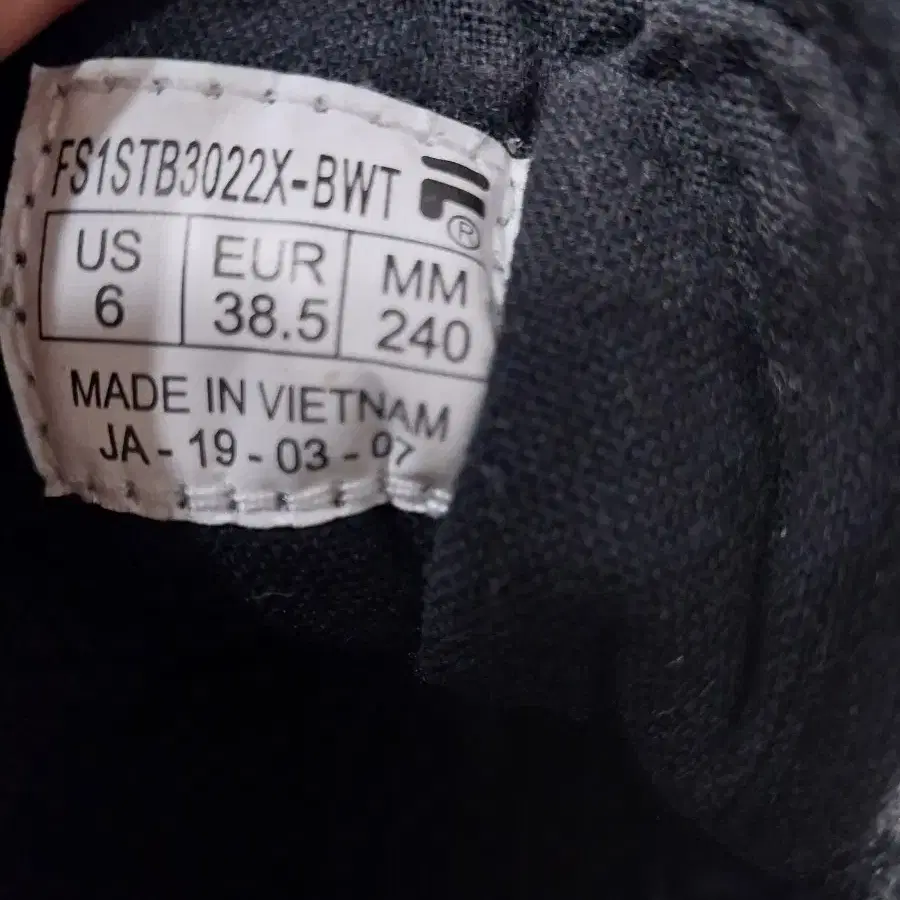 FS1STB3022X-BWT
US EUR MM
6 38.5 240
MADE IN VIETNAM
JA - 19 - 03 - 07